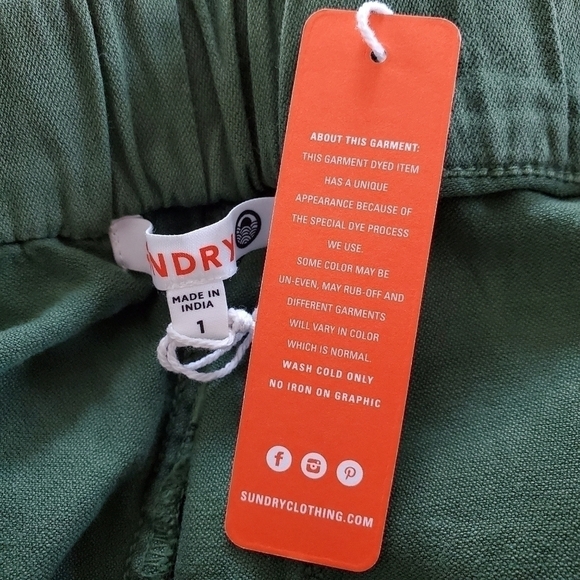 NDRY
MADE IN
INDIA
1
ABOUT THIS GARMENT:
THIS GARMENT DYED ITEM
HAS A UNIQUE
APPEARANCE BECAUSE OF
THE SPECIAL DYE PROCESS
WE USE.
SOME COLOR MAY BE
UN-EVEN, MAY RUB-OFF AND
DIFFERENT GARMENTS
WILL VARY IN COLOR
WHICH IS NORMAL.
WASH COLD ONLY
NO IRON ON GRAPHIC
SUNDRYCLOTHING.COM